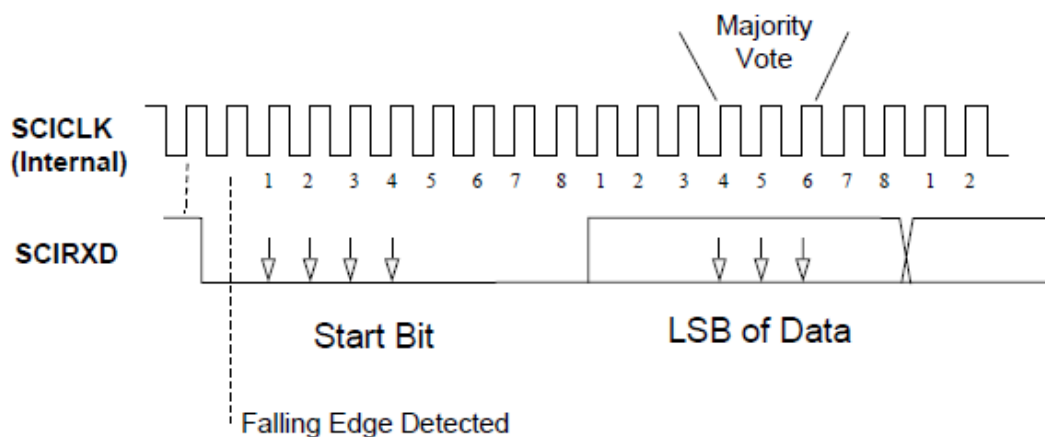 Majority
Vote
SCICLK
(Internal)
1 2 3 4 5 6 7 8 1 2 3 4 5 6 7 8 1 2
SCIRXD
Start Bit
LSB of Data
Falling Edge Detected